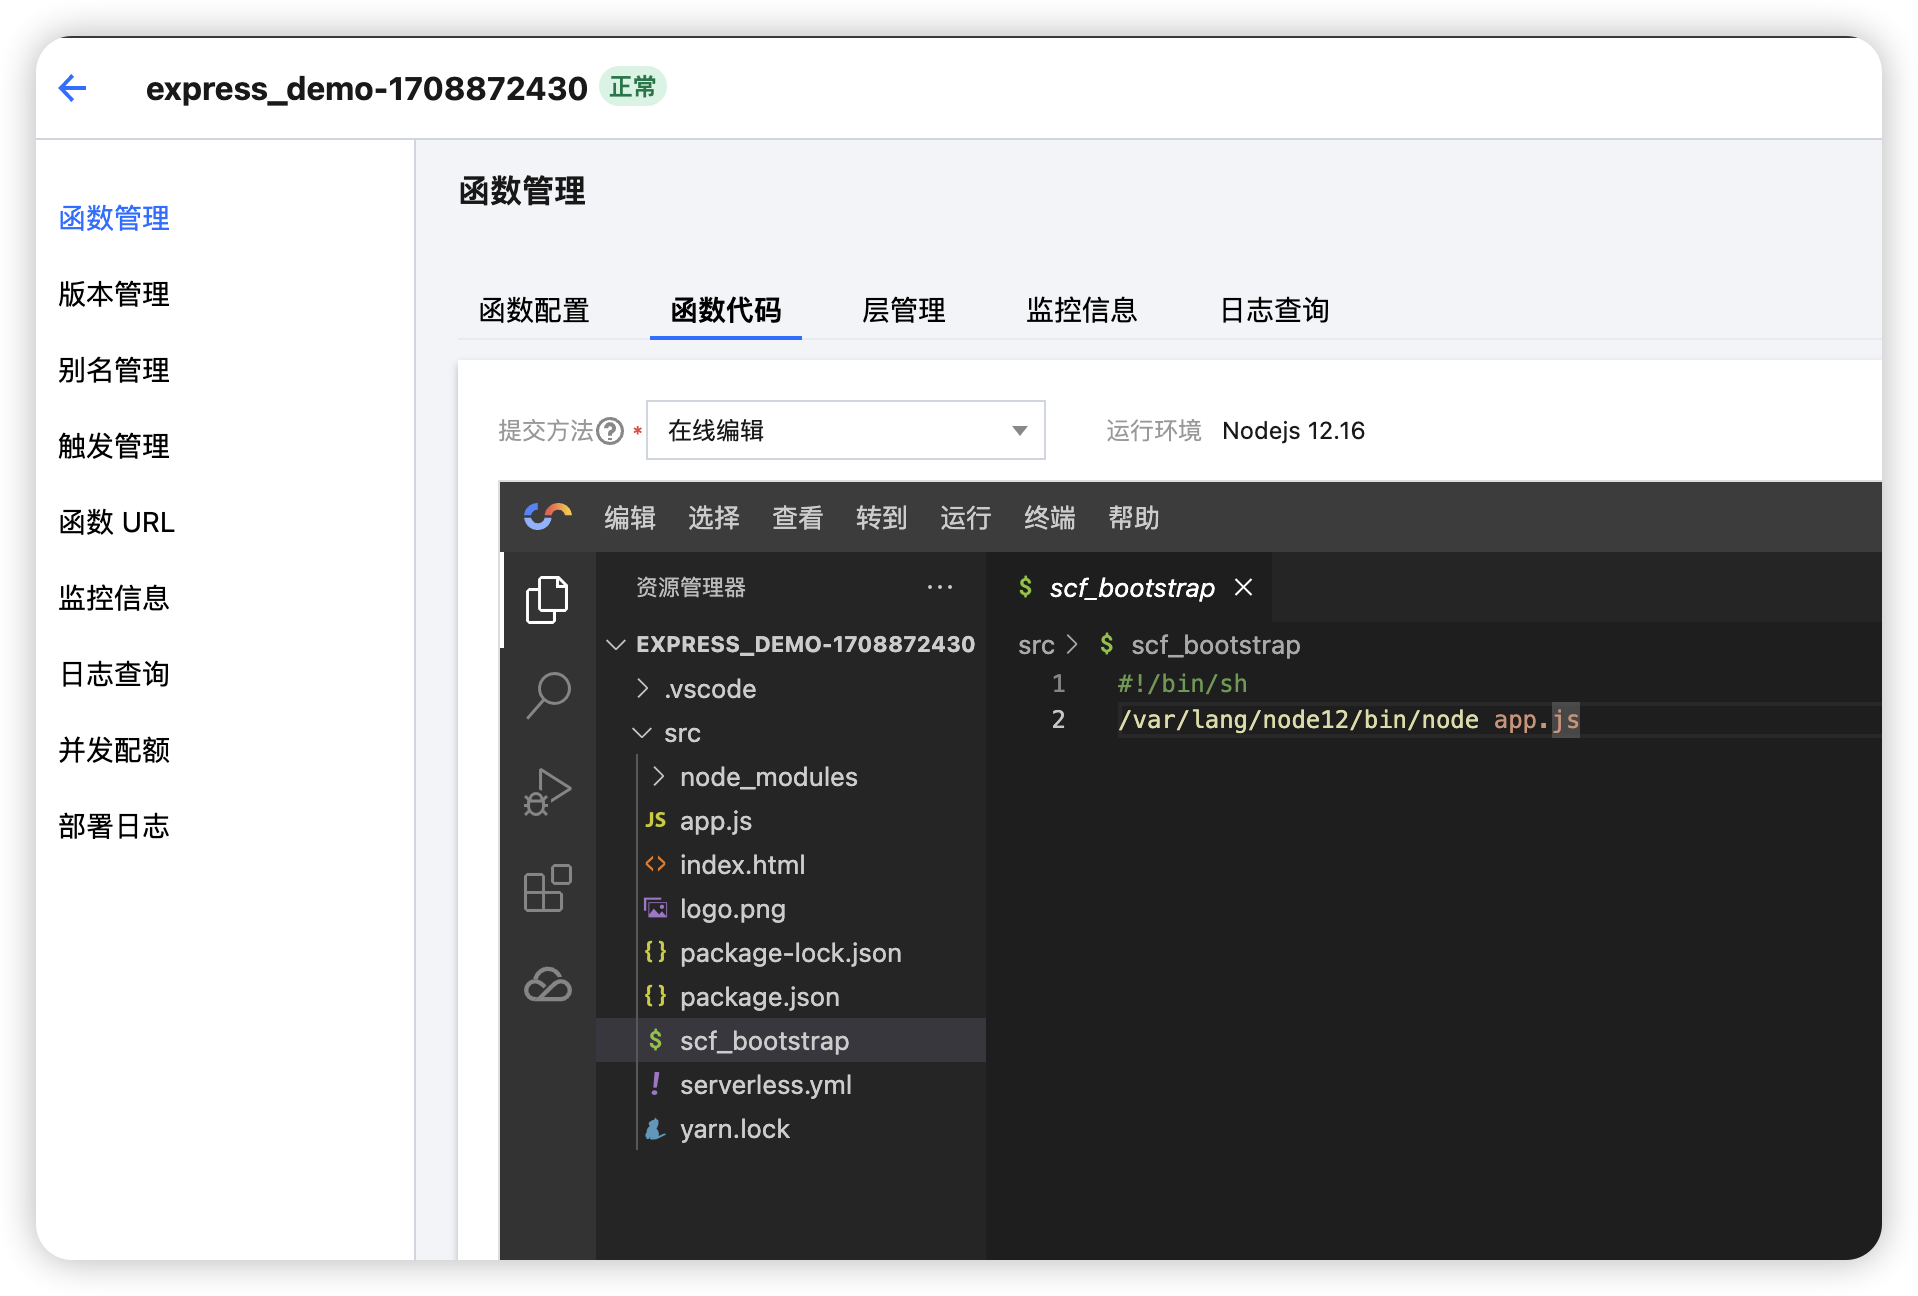 express_demo-1708872430 正常
函数管理
版本管理
别名管理
触发管理
函数 URL
监控信息
日志查询
并发配额
部署日志
函数管理
函数配置 函数代码 层管理 监控信息 日志查询
提交方法 ? * 在线编辑 运行环境 Nodejs 12.16
编辑 选择 查看 转到 运行 终端 帮助
资源管理器 ···
EXPRESS_DEMO-1708872430
.vscode
src
node_modules
JS app.js
<> index.html
logo.png
{} package-lock.json
{} package.json
$ scf_bootstrap
! serverless.yml
yarn.lock
$ scf_bootstrap
src > $ scf_bootstrap
1 #!/bin/sh
2 /var/lang/node12/bin/node app.js